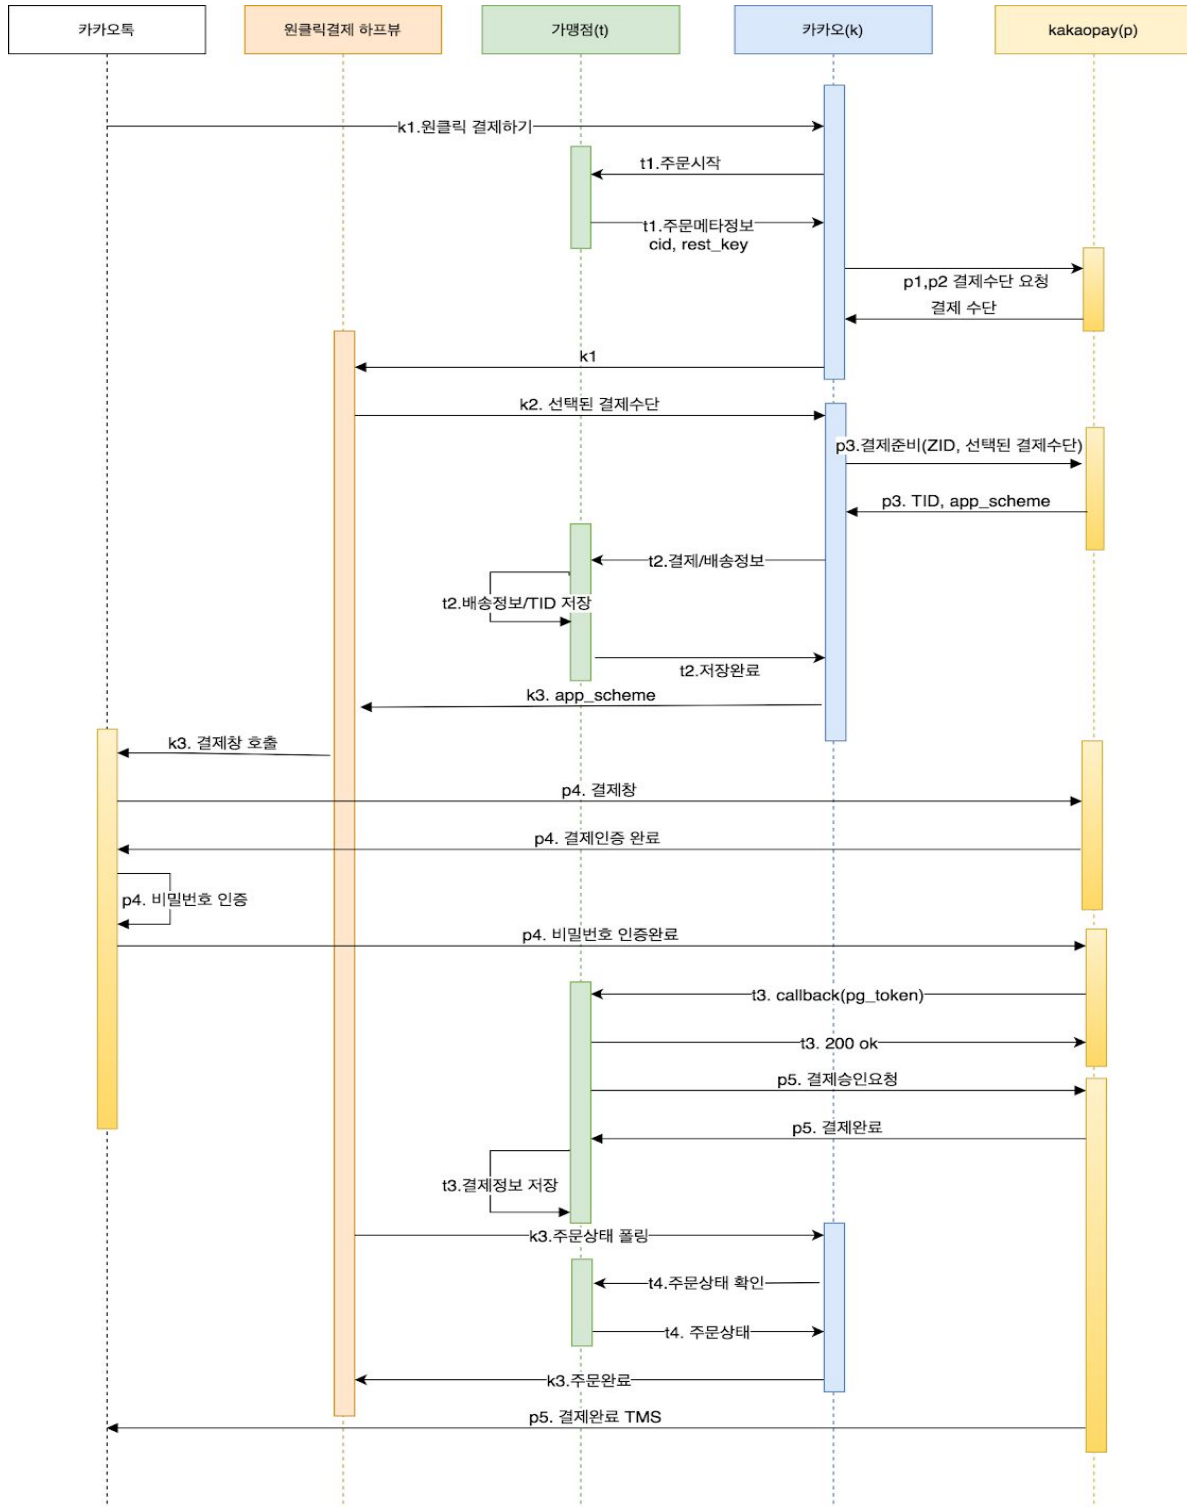 카카오톡
원클릭결제 하프뷰
가맹점(t)
카카오(k)
kakaopay(p)
k1.원클릭 결제하기
t1.주문시작
t1.주문메타정보
cid, rest_key
p1,p2 결제수단 요청
결제 수단
k1
k2. 선택된 결제수단
p3.결제준비(ZID, 선택된 결제수단)
p3. TID, app_scheme
t2.결제/배송정보
t2.배송정보/TID 저장
t2.저장완료
k3. app_scheme
k3. 결제창 호출
p4. 결제창
p4. 결제인증 완료
p4. 비밀번호 인증
p4. 비밀번호 인증완료
t3. callback(pg_token)
t3. 200 ok
p5. 결제승인요청
p5. 결제완료
t3.결제정보 저장
k3.주문상태 폴링
t4.주문상태 확인
t4. 주문상태
k3.주문완료
p5. 결제완료 TMS